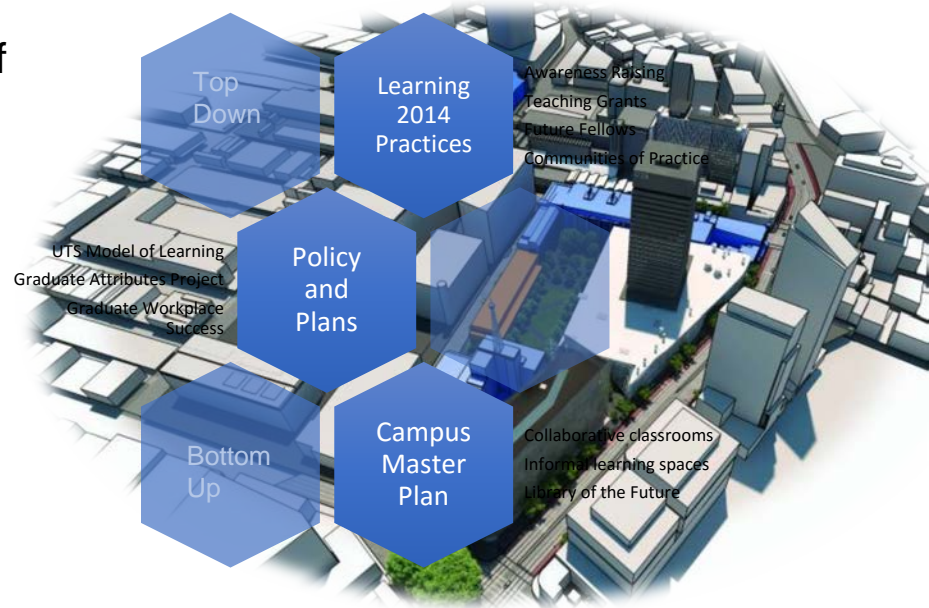 f
Top
Down
Learning
2014
Practices
Awareness Raising
Teaching Grants
Future Fellows
Communities of Practice
UTS Model of Learning
Graduate Attributes Project
Graduate Workplace
Success
Policy
and
Plans
Bottom
Up
Campus
Master
Plan
Collaborative classrooms
Informal learning spaces
Library of the Future